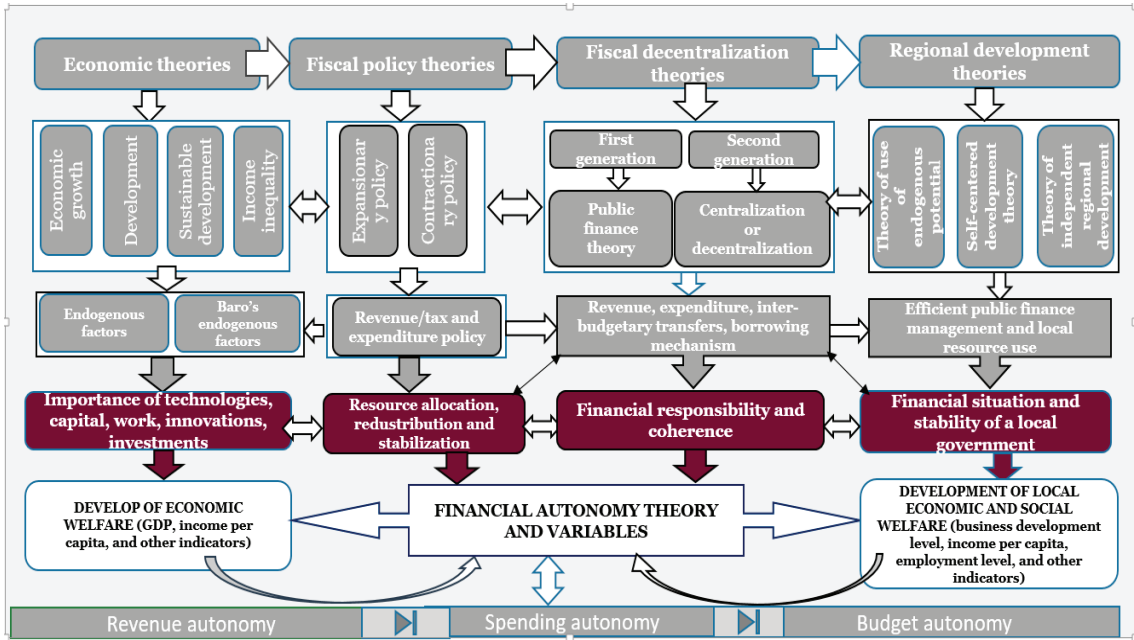 Economic theories
Fiscal policy theories
Fiscal decentralization
theories
Regional development
theories
Economic
growth
Development
Sustainable
development
Income
inequality
Expansionar
y policy
Contractiona
ry policy
First
generation
Second
generation
Public
finance
theory
Centralization
or
decentralization
Theory of use
of
endogenous
potential
Self-centered
development
theory
Theory of
independent
regional
development
Endogenous
factors
Baro's
endogenous
factors
Revenue/tax and
expenditure policy
Revenue, expenditure, inter-
budgetary transfers, borrowing
mechanism
Efficient public finance
management and local
resource use
Importance of technologies,
capital, work, innovations,
investments
Resource allocation,
redustribution and
stabilization
Financial responsibility and
coherence
Financial situation and
stability of a local
government
DEVELOP OF ECONOMIC
WELFARE (GDP, income per
capita, and other indicators)
FINANCIAL AUTONOMY THEORY
AND VARIABLES
DEVELOPMENT OF LOCAL
ECONOMIC AND SOCIAL
WELFARE (business development
level, income per capita,
employment level, and other
indicators)
Revenue autonomy
Spending autonomy
Budget autonomy